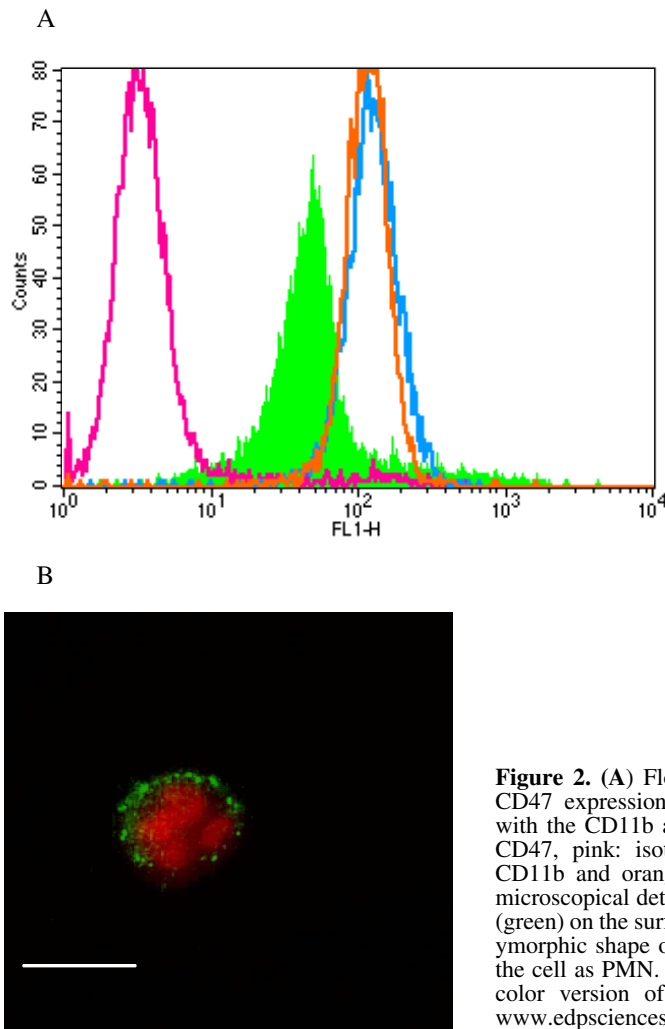 A
80
70
60
50
40
30
20
10
0
Counts
10^0 10^1 10^2 10^3 10^4
FL1-H
B
Figure 2. (A) Flo
CD47 expression
with the CD11b a
CD47, pink: isot
CD11b and oran
microscopical det
(green) on the surf
ymorphic shape o
the cell as PMN.
color version of
www.edpsciences